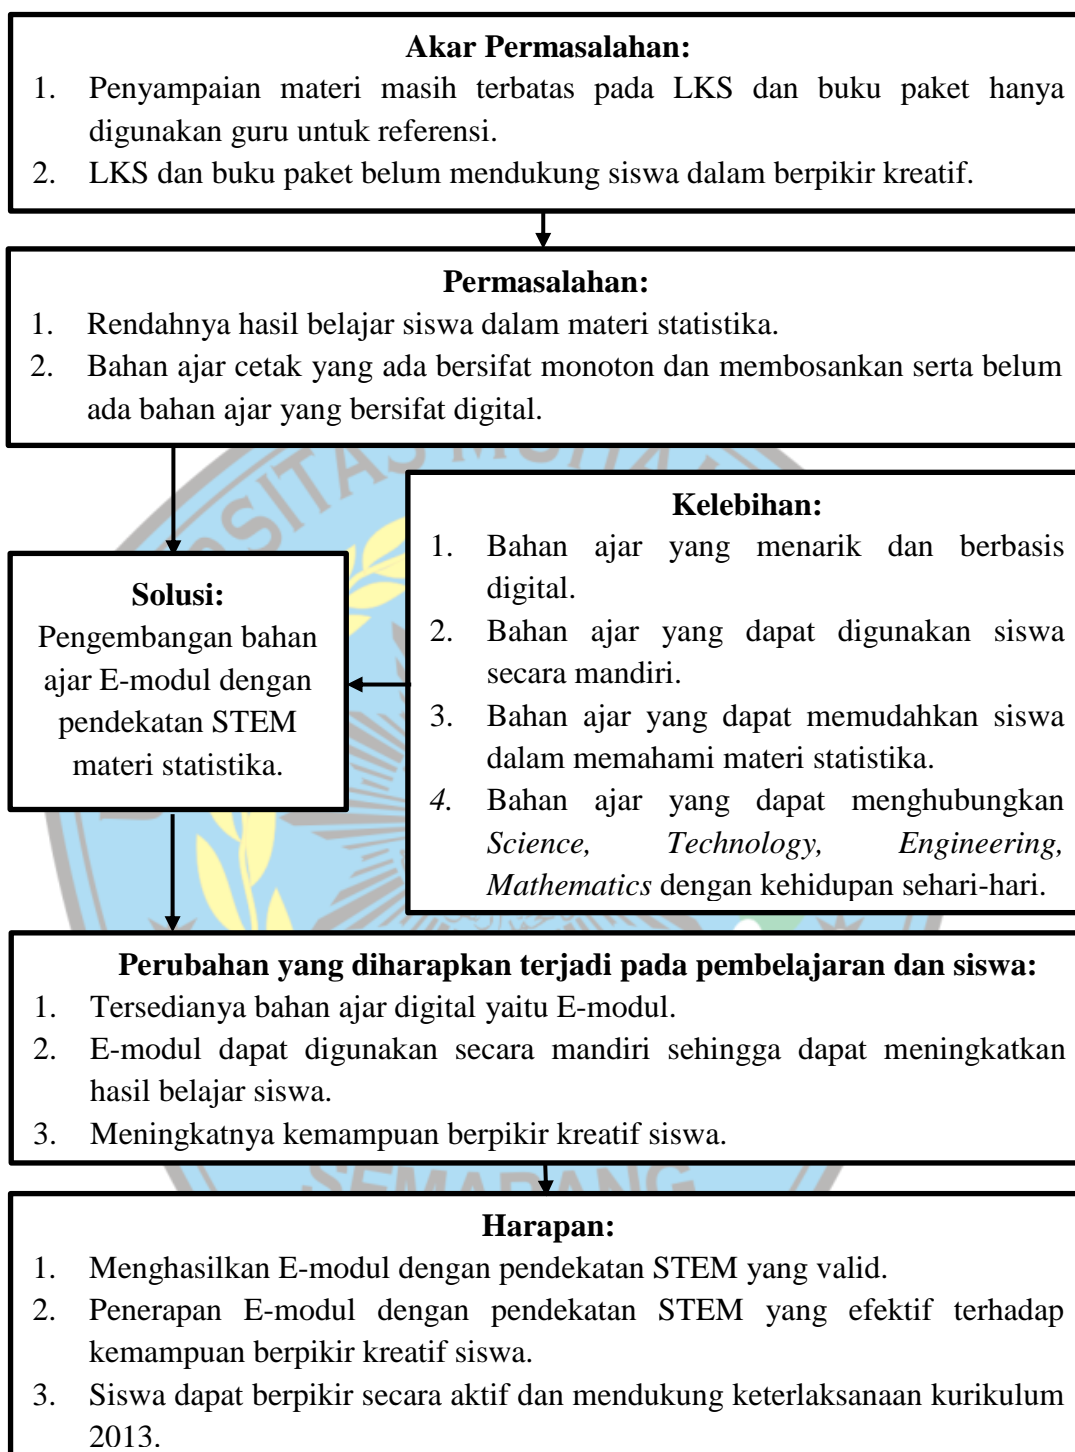 Akar Permasalahan:
1. Penyampaian materi masih terbatas pada LKS dan buku paket hanya
digunakan guru untuk referensi.
2. LKS dan buku paket belum mendukung siswa dalam berpikir kreatif.
Permasalahan:
1. Rendahnya hasil belajar siswa dalam materi statistika.
2. Bahan ajar cetak yang ada bersifat monoton dan membosankan serta belum
ada bahan ajar yang bersifat digital.
Kelebihan:
1. Bahan ajar yang menarik dan berbasis
digital.
2. Bahan ajar yang dapat digunakan siswa
secara mandiri.
3. Bahan ajar yang dapat memudahkan siswa
dalam memahami materi statistika.
4. Bahan ajar yang dapat menghubungkan
Science, Technology, Engineering,
Mathematics dengan kehidupan sehari-hari.
Solusi:
Pengembangan bahan
ajar E-modul dengan
pendekatan STEM
materi statistika.
Perubahan yang diharapkan terjadi pada pembelajaran dan siswa:
1. Tersedianya bahan ajar digital yaitu E-modul.
2. E-modul dapat digunakan secara mandiri sehingga dapat meningkatkan
hasil belajar siswa.
3. Meningkatnya kemampuan berpikir kreatif siswa.
SEMARANG
Harapan:
1. Menghasilkan E-modul dengan pendekatan STEM yang valid.
2. Penerapan E-modul dengan pendekatan STEM yang efektif terhadap
kemampuan berpikir kreatif siswa.
3. Siswa dapat berpikir secara aktif dan mendukung keterlaksanaan kurikulum
2013.